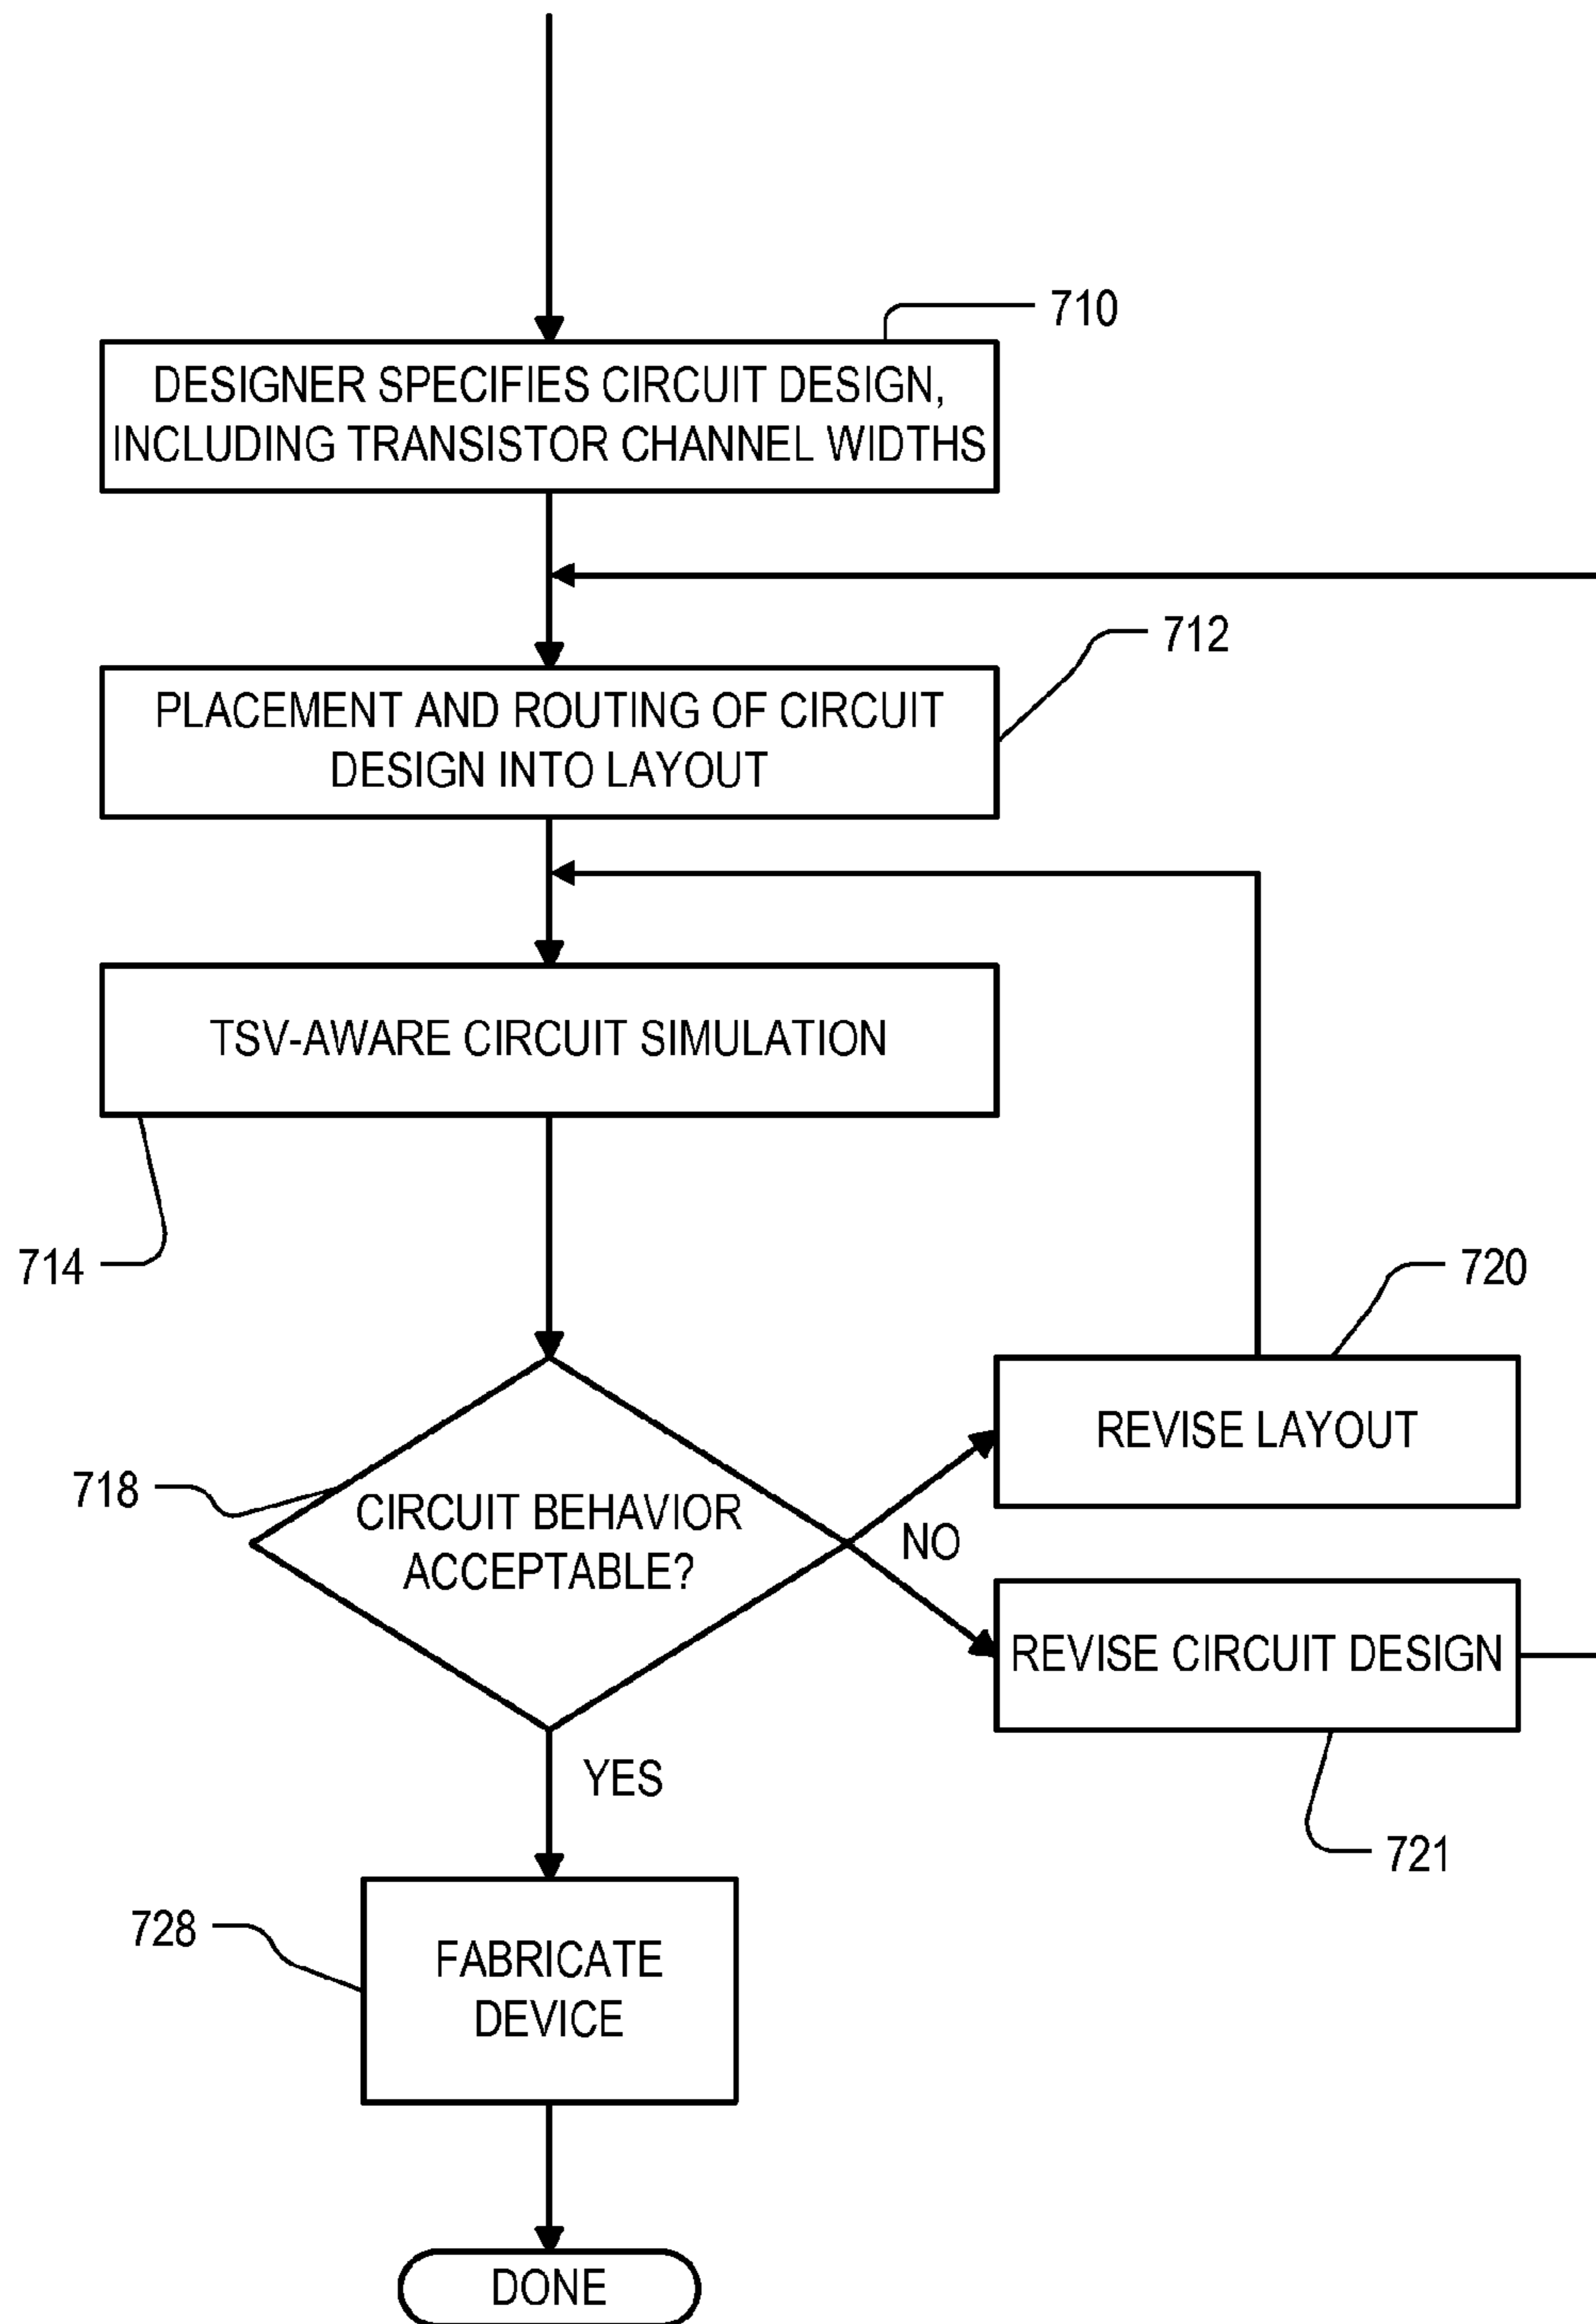 710
DESIGNER SPECIFIES CIRCUIT DESIGN,
INCLUDING TRANSISTOR CHANNEL WIDTHS
712
PLACEMENT AND ROUTING OF CIRCUIT
DESIGN INTO LAYOUT
TSV-AWARE CIRCUIT SIMULATION
714
720
REVISE LAYOUT
718
CIRCUIT BEHAVIOR
ACCEPTABLE?
NO
REVISE CIRCUIT DESIGN
721
YES
728
FABRICATE
DEVICE
DONE